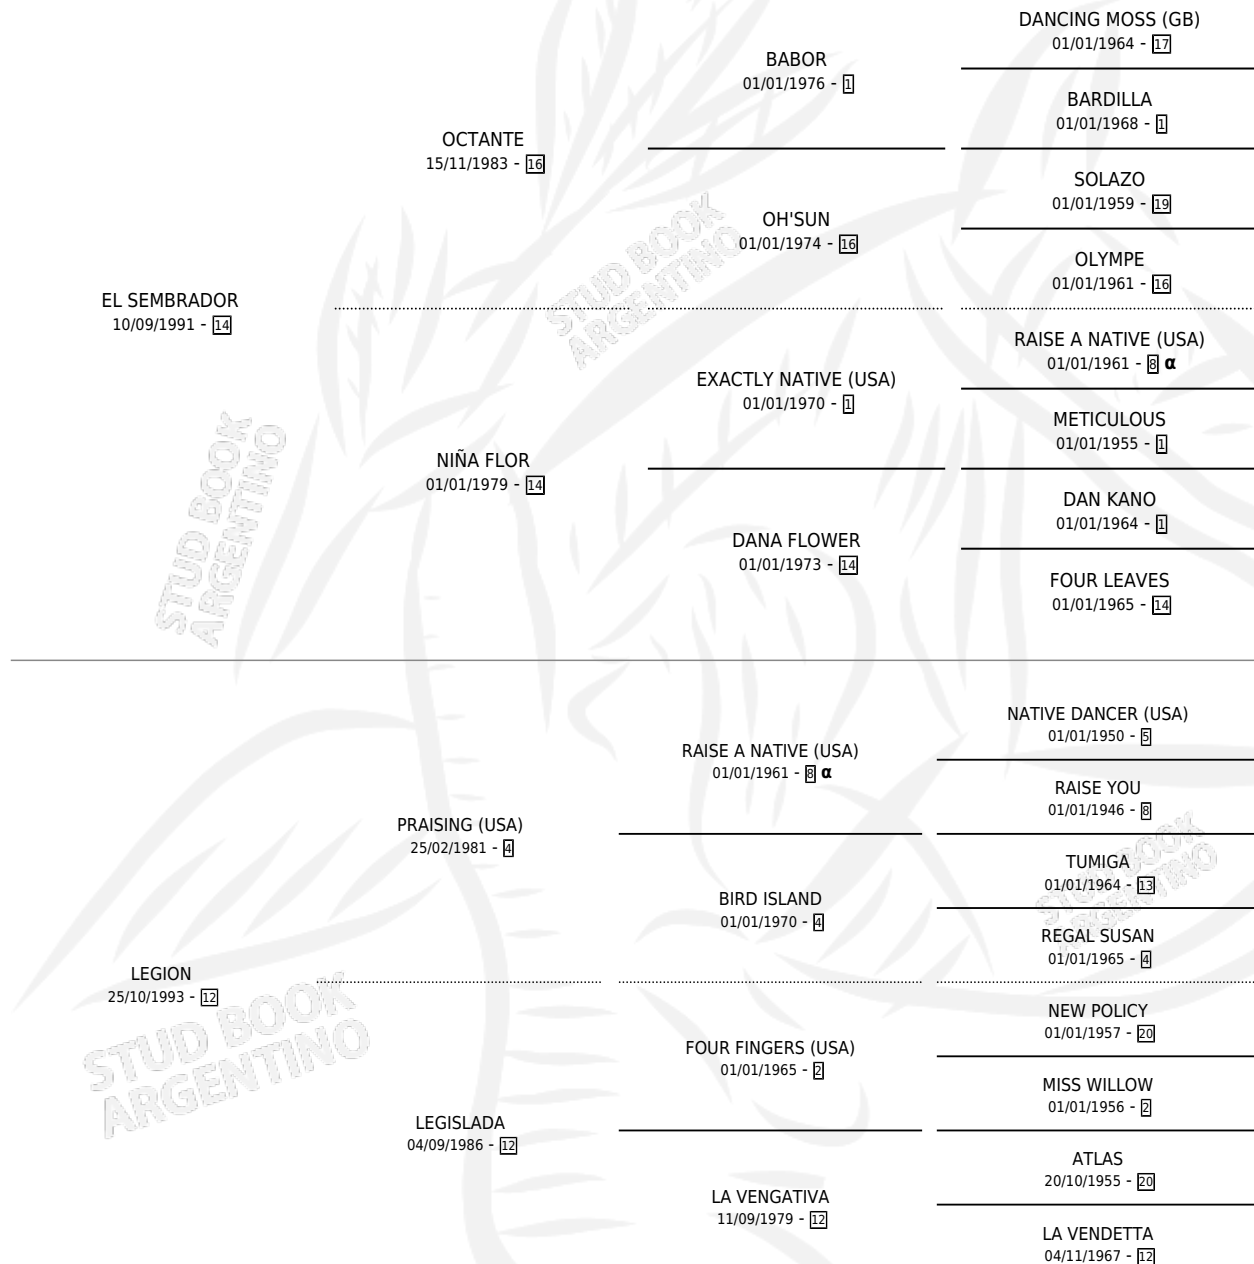 DANCING MOSS (GB)
01/01/1964 - 17
BABOR
01/01/1976 - 1
BARDILLA
01/01/1968 - 1
OCTANTE
15/11/1983 - 16
SOLAZO
01/01/1959 - 19
OH'SUN
01/01/1974 - 16
OLYMPE
01/01/1961 - 16
EL SEMBRADOR
10/09/1991 - 14
RAISE A NATIVE (USA)
01/01/1961 - 8 α
EXACTLY NATIVE (USA)
01/01/1970 - 1
METICULOUS
01/01/1955 - 1
NIÑA FLOR
01/01/1979 - 14
DAN KANO
01/01/1964 - 1
DANA FLOWER
01/01/1973 - 14
FOUR LEAVES
01/01/1965 - 14
STUD BOOK
ARGENTINO
STUD BOOK
ARGENTINO
NATIVE DANCER (USA)
01/01/1950 - 5
RAISE A NATIVE (USA)
01/01/1961 - 8 α
RAISE YOU
01/01/1946 - 8
PRAISING (USA)
25/02/1981 - 4
TUMIGA
01/01/1964 - 13
BIRD ISLAND
01/01/1970 - 4
REGAL SUSAN
01/01/1965 - 4
LEGION
25/10/1993 - 12
NEW POLICY
01/01/1957 - 20
FOUR FINGERS (USA)
01/01/1965 - 2
MISS WILLOW
01/01/1956 - 2
LEGISLADA
04/09/1986 - 12
ATLAS
20/10/1955 - 20
LA VENGATIVA
11/09/1979 - 12
LA VENDETTA
04/11/1967 - 12
STUD BOOK
ARGENTINO
STUD BOOK
ARGENTINO